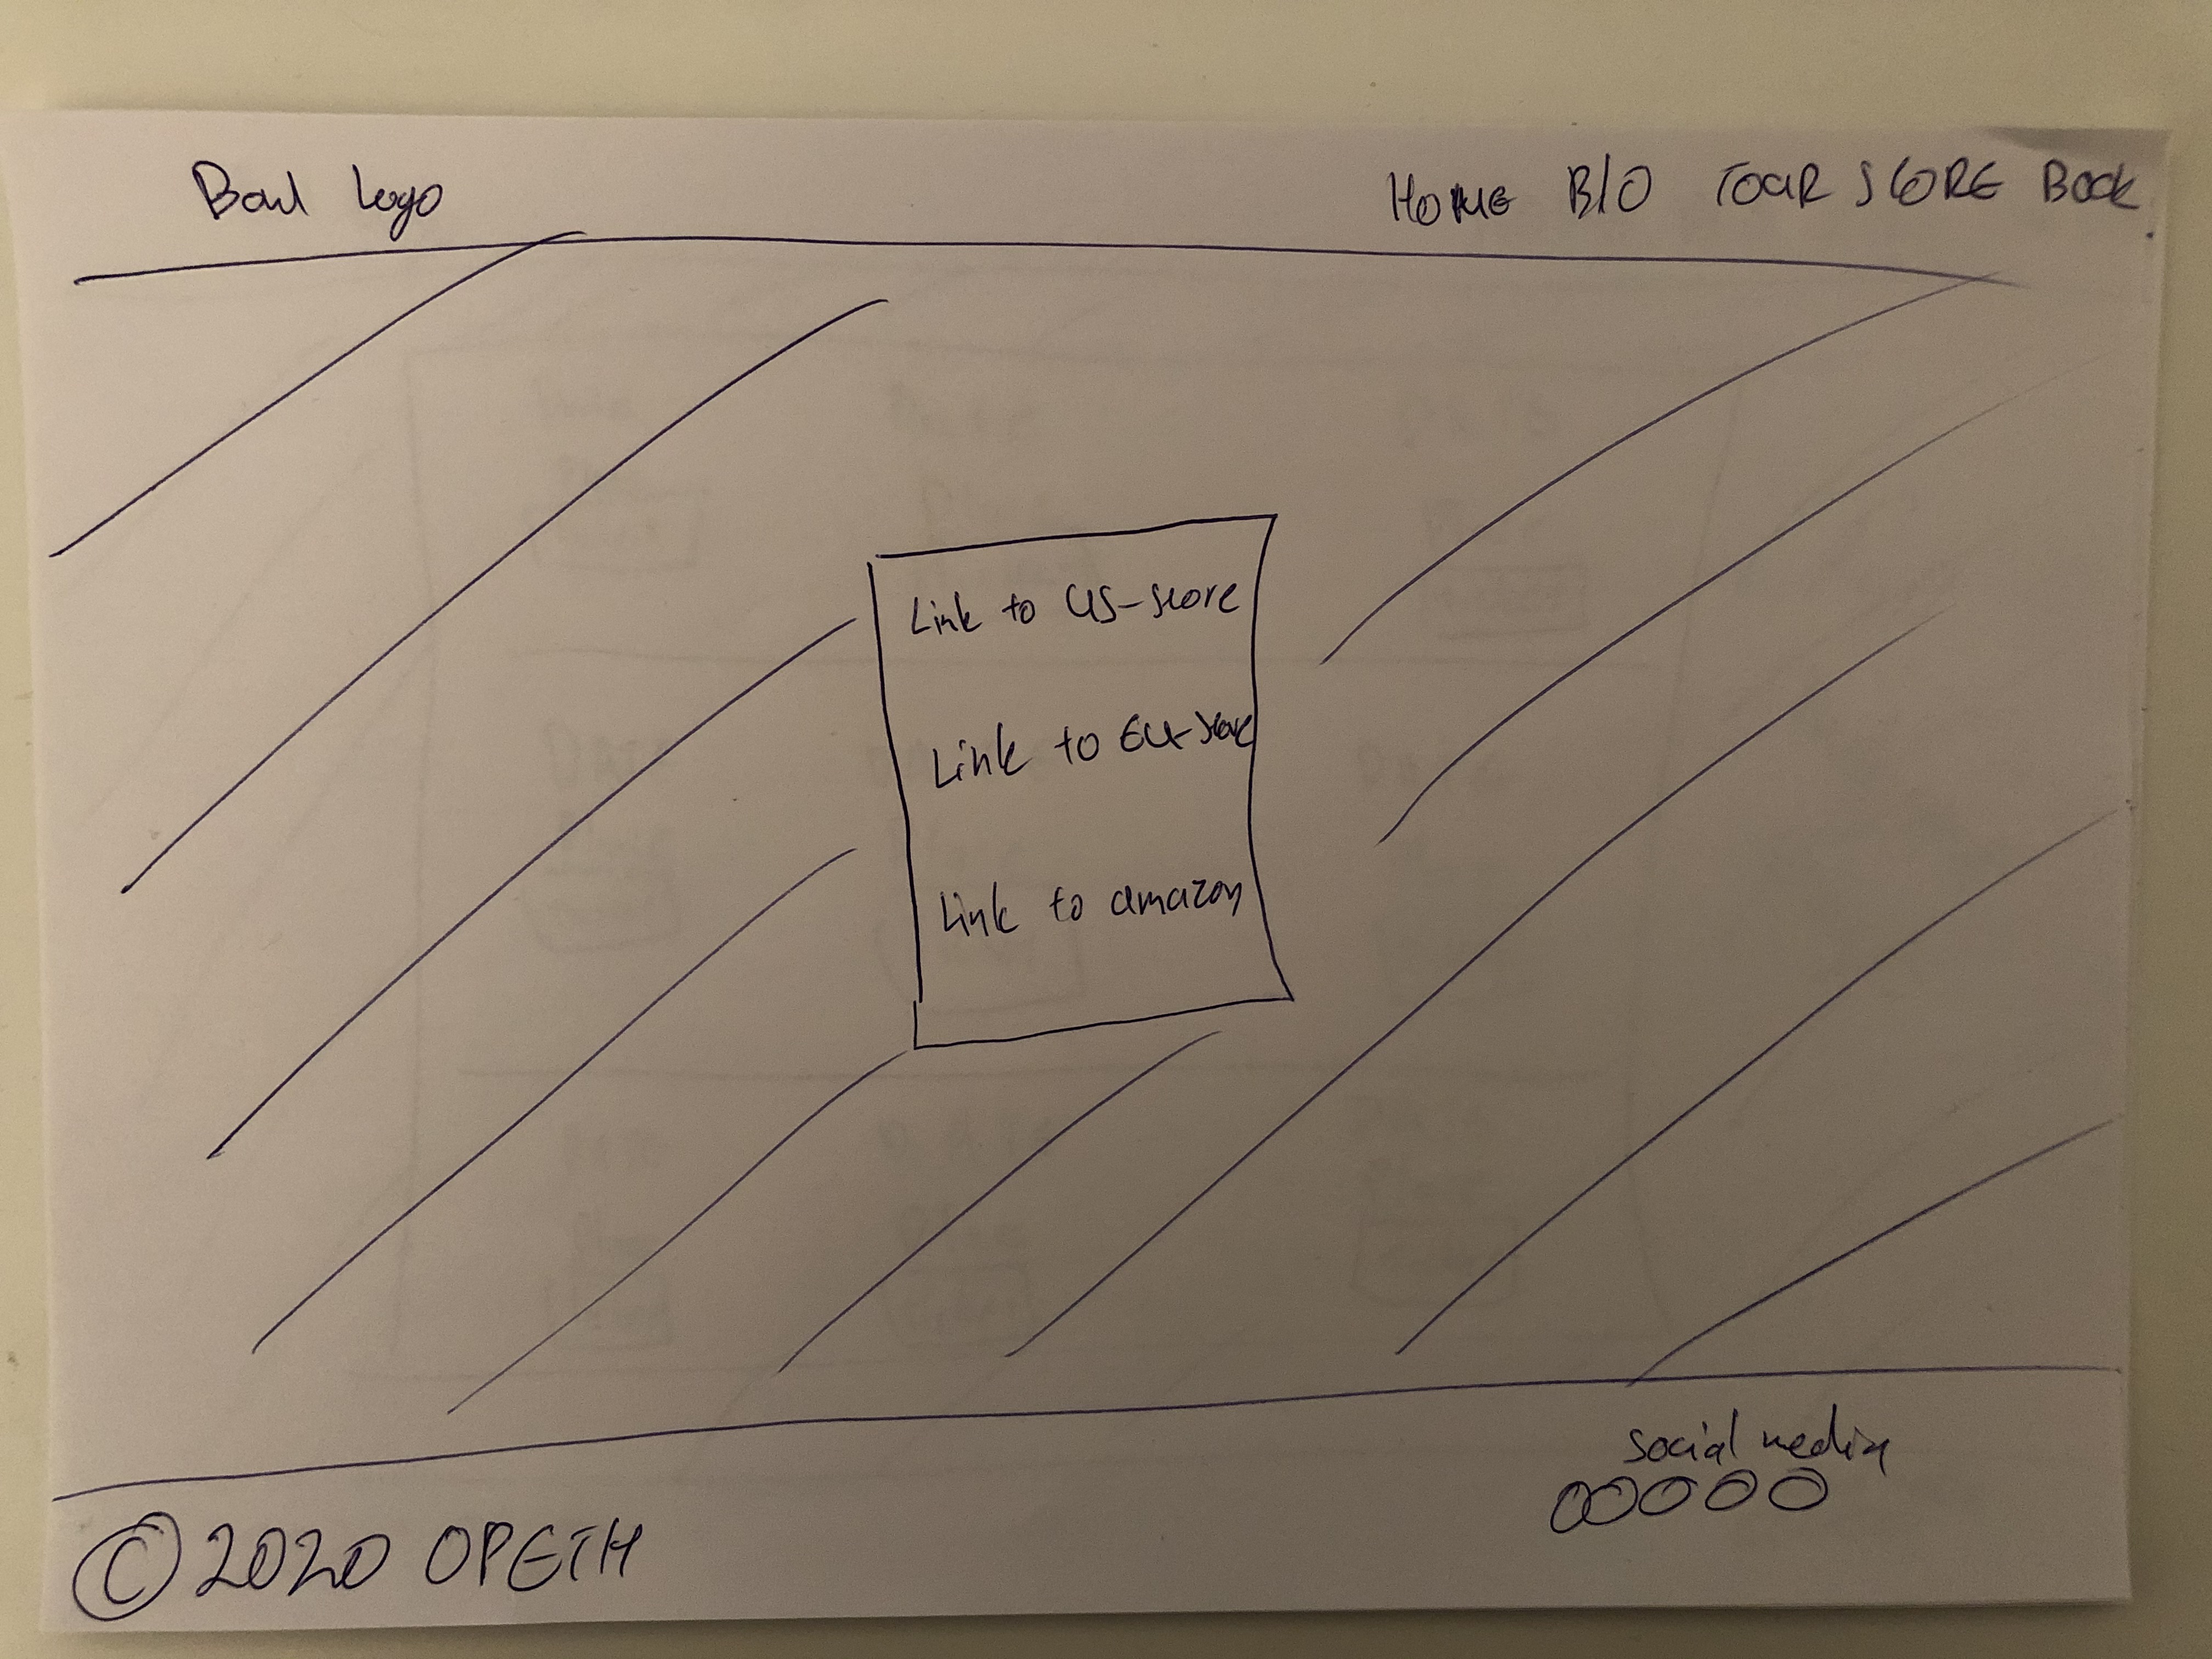 Band Logo HOME BIO TOUR STORE BOOK
Link to US-store
Link to EU-store
Link to amazon
social media
© 2020 OPETH